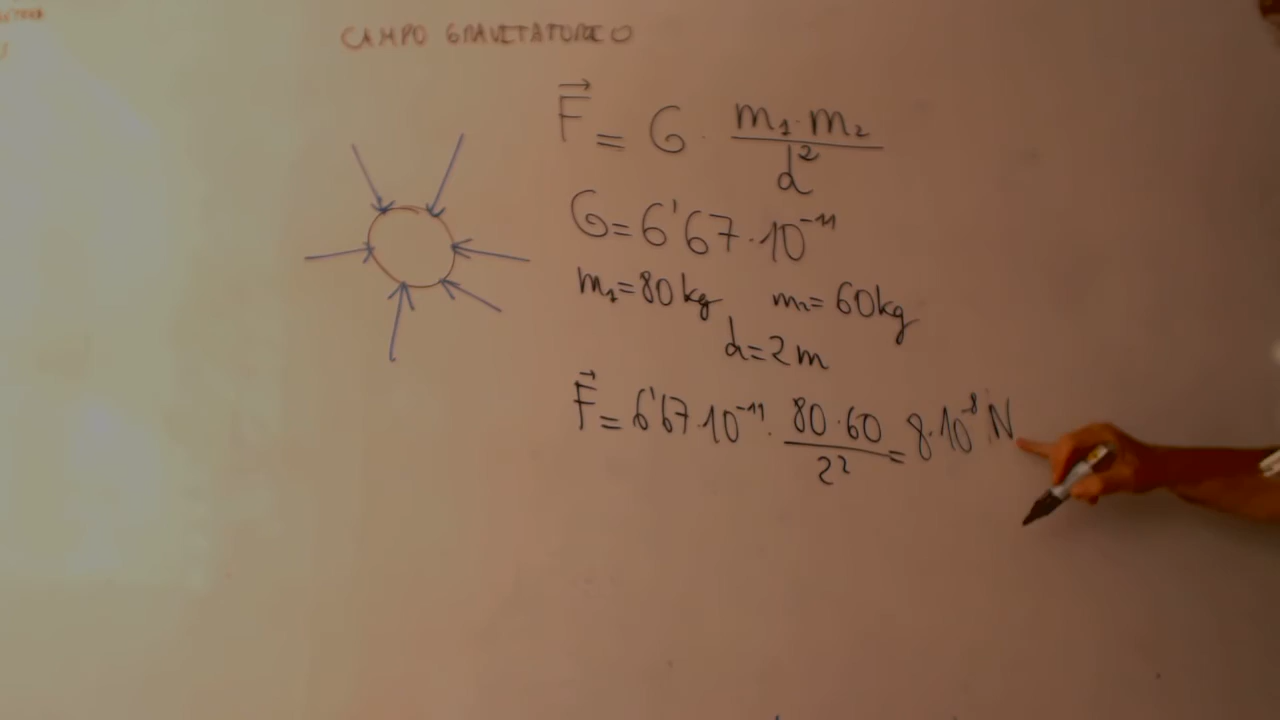 CAMPO GRAVITATORIO
F⃗ = G · m₁·m₂ / d²
G = 6'67·10⁻¹¹
m₁ = 80 kg m₂ = 60 kg
d = 2 m
F⃗ = 6'67·10⁻¹¹ · 80·60 / 2² = 8·10⁻⁸ N